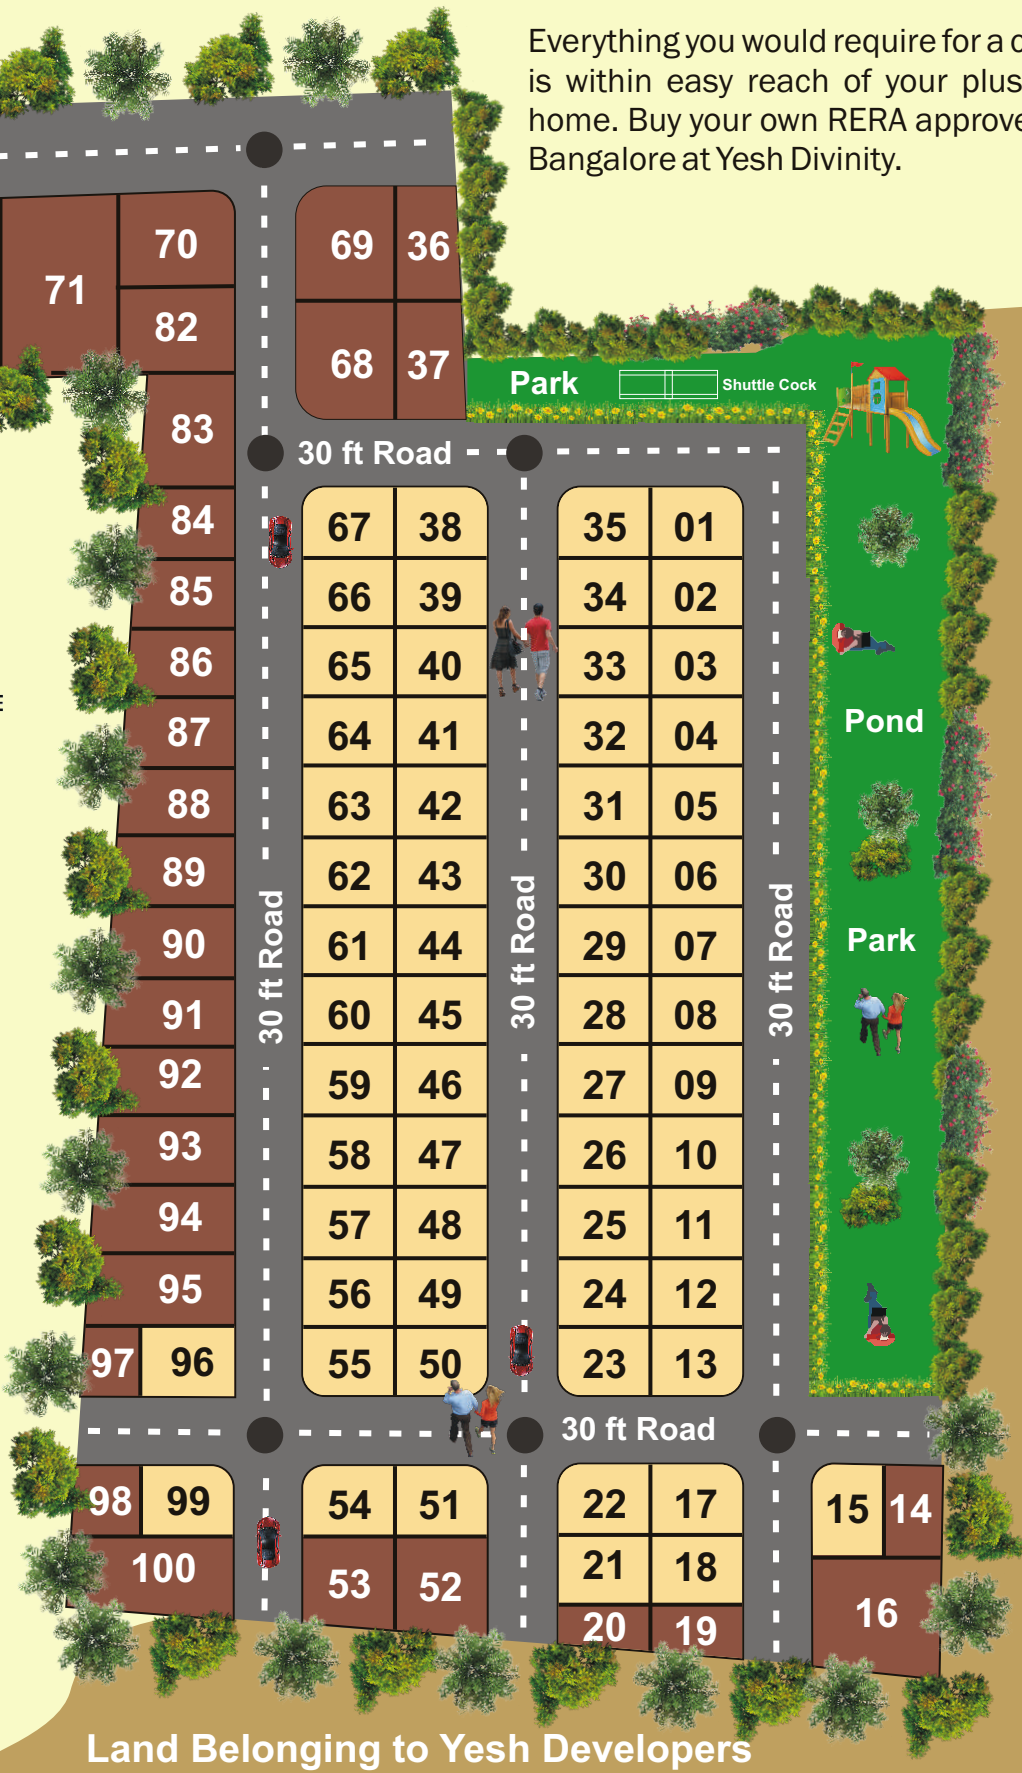 Everything you would require for a c
is within easy reach of your plus
home. Buy your own RERA approve
Bangalore at Yesh Divinity.
70
69 36
71
82
68 37
Park
Shuttle Cock
83
30 ft Road
84
67 38 35 01
85
66 39 34 02
86
65 40 33 03
E
Pond
87
64 41 32 04
88
63 42 31 05
89
62 43 30 06
90
61 44 29 07
Park
30 ft Road
30 ft Road
30 ft Road
91
60 45 28 08
92
59 46 27 09
93
58 47 26 10
94
57 48 25 11
95
56 49 24 12
97 96
55 50 23 13
30 ft Road
98 99
54 51 22 17
15 14
100
21 18
53 52
20 19
16
Land Belonging to Yesh Developers